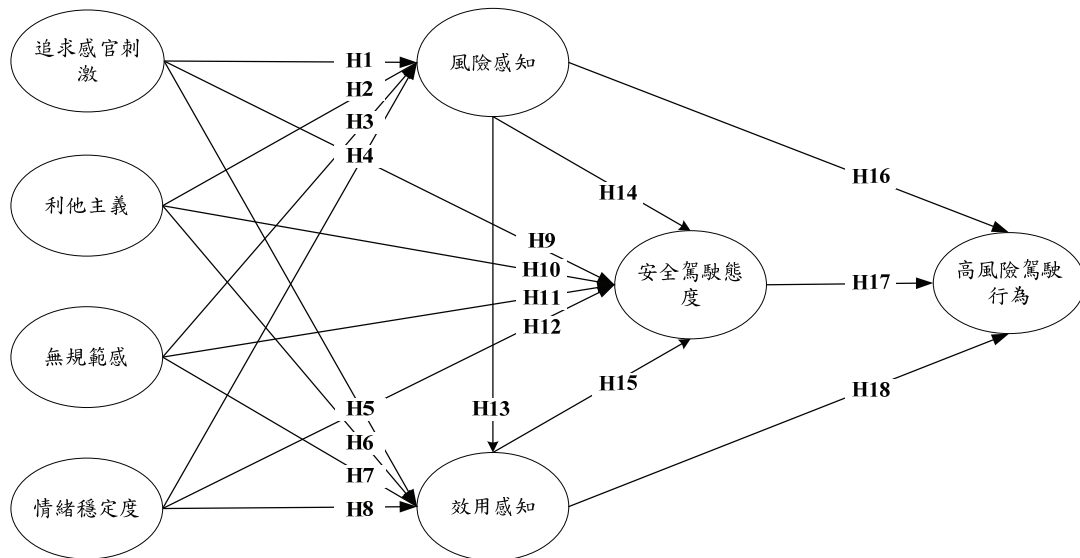 追求感官刺
激
利他主義
無規範感
情緒穩定度
H1
H2
H3
H4
H5
H6
H7
H8
H9
H10
H11
H12
風險感知
H13
效用感知
H14
H15
安全駕駛態
度
H16
H17
H18
高風險駕駛
行為